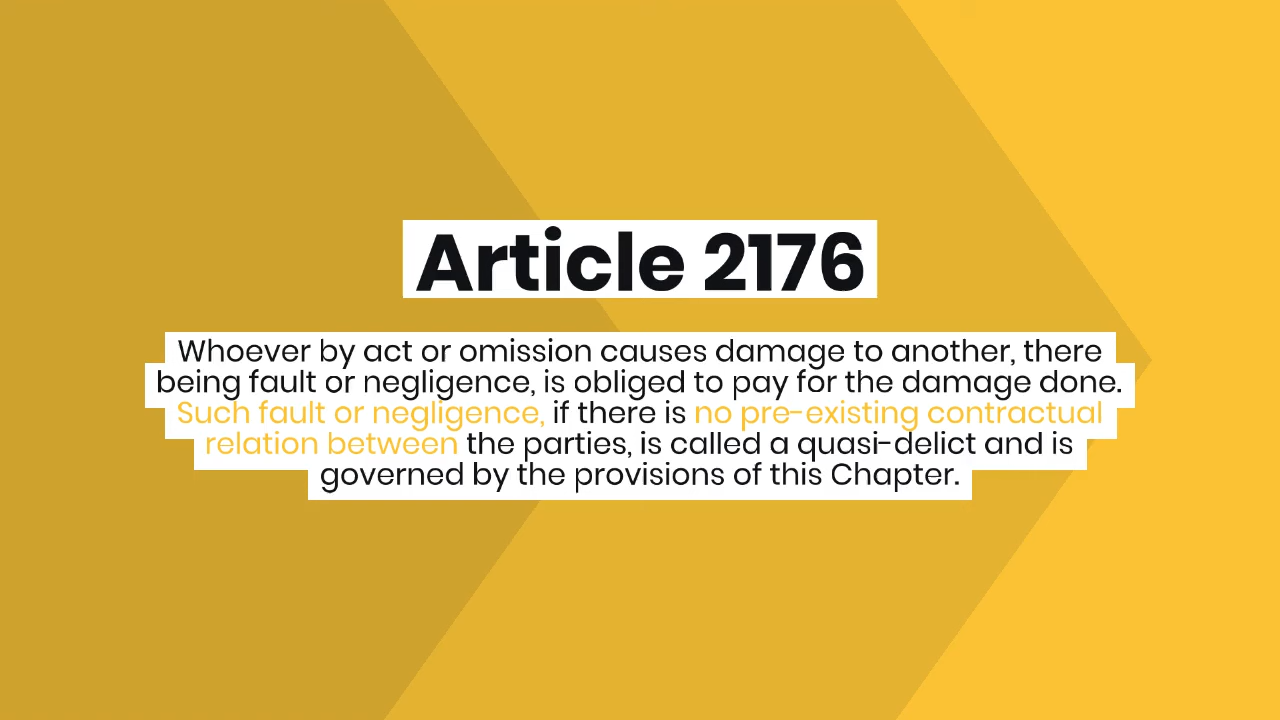 Article 2176
Whoever by act or omission causes damage to another, there
being fault or negligence, is obliged to pay for the damage done.
Such fault or negligence, if there is no pre-existing contractual
relation between the parties, is called a quasi-delict and is
governed by the provisions of this Chapter.